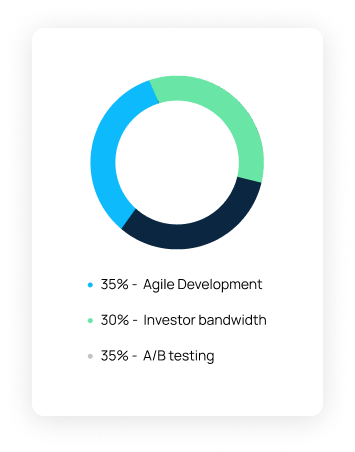 35% - Agile Development
30% - Investor bandwidth
35% - A/B testing